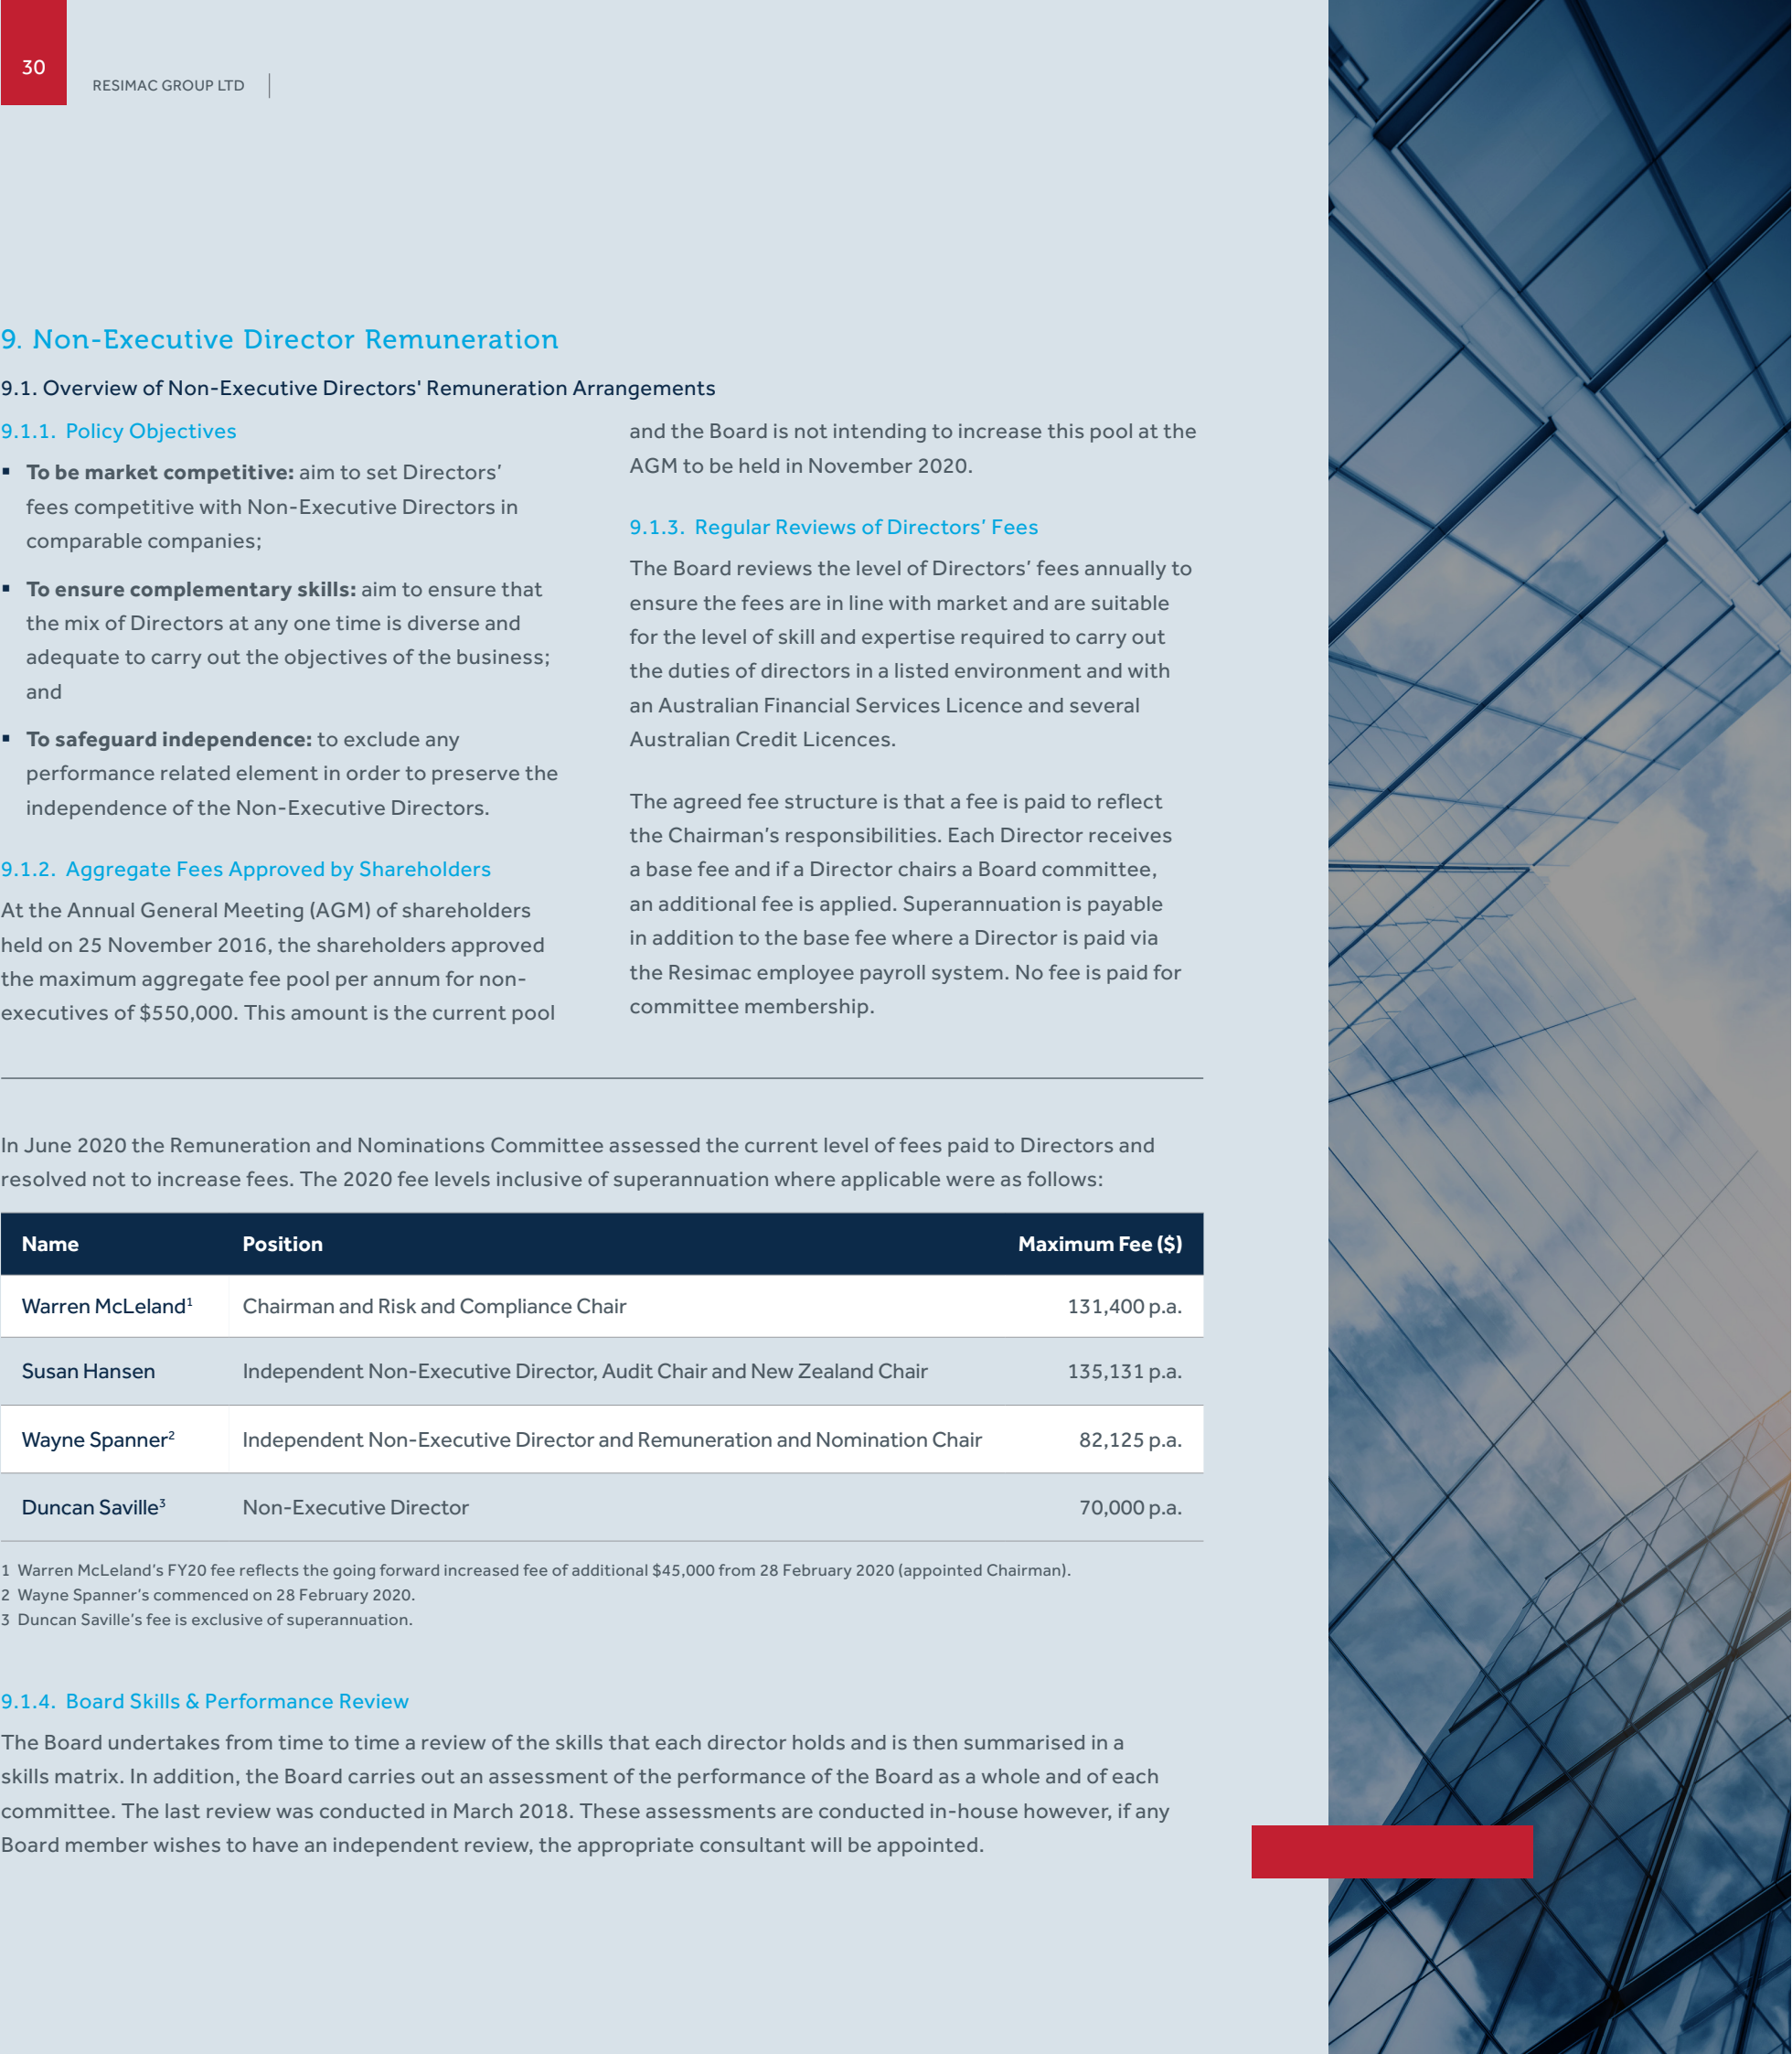 30
RESIMAC GROUP LTD
9. Non-Executive Director Remuneration
9.1. Overview of Non-Executive Directors' Remuneration Arrangements
9.1.1. Policy Objectives
▪ To be market competitive: aim to set Directors’
fees competitive with Non-Executive Directors in
comparable companies;
▪ To ensure complementary skills: aim to ensure that
the mix of Directors at any one time is diverse and
adequate to carry out the objectives of the business;
and
▪ To safeguard independence: to exclude any
performance related element in order to preserve the
independence of the Non-Executive Directors.
9.1.2. Aggregate Fees Approved by Shareholders
At the Annual General Meeting (AGM) of shareholders
held on 25 November 2016, the shareholders approved
the maximum aggregate fee pool per annum for non-
executives of $550,000. This amount is the current pool
and the Board is not intending to increase this pool at the
AGM to be held in November 2020.
9.1.3. Regular Reviews of Directors’ Fees
The Board reviews the level of Directors’ fees annually to
ensure the fees are in line with market and are suitable
for the level of skill and expertise required to carry out
the duties of directors in a listed environment and with
an Australian Financial Services Licence and several
Australian Credit Licences.
The agreed fee structure is that a fee is paid to reflect
the Chairman’s responsibilities. Each Director receives
a base fee and if a Director chairs a Board committee,
an additional fee is applied. Superannuation is payable
in addition to the base fee where a Director is paid via
the Resimac employee payroll system. No fee is paid for
committee membership.
In June 2020 the Remuneration and Nominations Committee assessed the current level of fees paid to Directors and
resolved not to increase fees. The 2020 fee levels inclusive of superannuation where applicable were as follows:
Name Position Maximum Fee ($)
Warren McLeland1 Chairman and Risk and Compliance Chair 131,400 p.a.
Susan Hansen Independent Non-Executive Director, Audit Chair and New Zealand Chair 135,131 p.a.
Wayne Spanner2 Independent Non-Executive Director and Remuneration and Nomination Chair 82,125 p.a.
Duncan Saville3 Non-Executive Director 70,000 p.a.
1 Warren McLeland’s FY20 fee reflects the going forward increased fee of additional $45,000 from 28 February 2020 (appointed Chairman).
2 Wayne Spanner’s commenced on 28 February 2020.
3 Duncan Saville’s fee is exclusive of superannuation.
9.1.4. Board Skills & Performance Review
The Board undertakes from time to time a review of the skills that each director holds and is then summarised in a
skills matrix. In addition, the Board carries out an assessment of the performance of the Board as a whole and of each
committee. The last review was conducted in March 2018. These assessments are conducted in-house however, if any
Board member wishes to have an independent review, the appropriate consultant will be appointed.